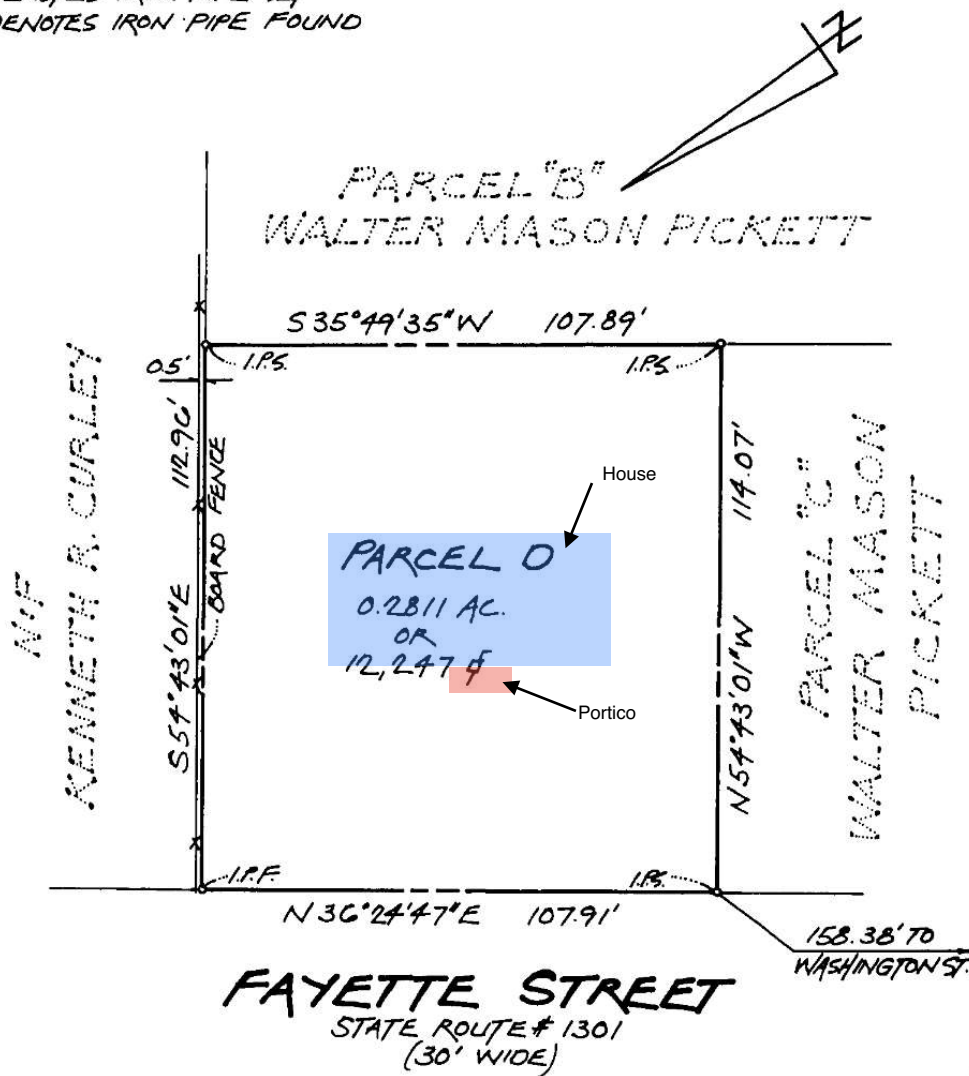 DENOTES IRON PIPE FOUND
N
PARCEL "B"
WALTER MASON PICKETT
S 35°49'35" W 107.89'
0.5'
I.P.S.
I.P.S.
112.96'
BOARD FENCE
S 54°43'01" E
N/F
KENNETH R. CURLEY
House
PARCEL D
0.2811 AC.
OR
12,247
Portico
114.07'
N 54°43'01" W
PARCEL "C"
WALTER MASON
PICKETT
I.P.F.
I.P.S.
N 36°24'47" E 107.91'
158.38' TO
WASHINGTON ST.
FAYETTE STREET
STATE ROUTE # 1301
(30' WIDE)